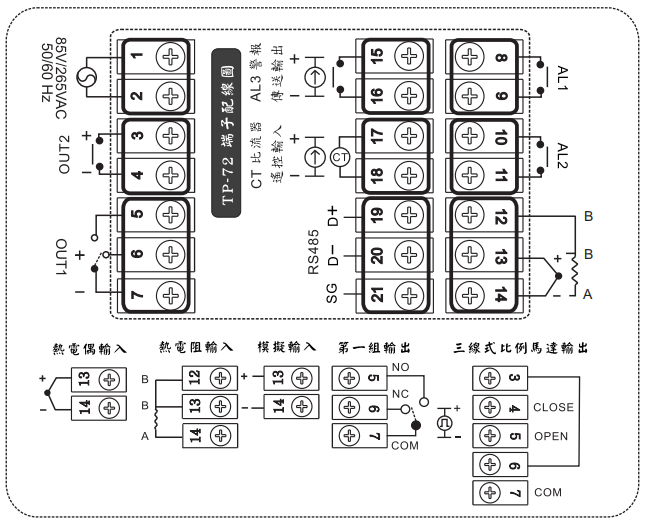 85V/265VAC
50/60 Hz
1
2
OUT2
+
−
3
4
OUT1
+
−
5
6
7
TP-72 端子配線圖
AL3 警報
傳送輸出
+
−
15
16
CT 比流器
遙控輸入
+
−
CT
17
18
RS485
D+
D−
SG
19
20
21
8
9
AL1
10
11
AL2
12
13
14
+
−
B
B
A
熱電偶輸入
+
−
13
14
熱電阻輸入
B
B
A
12
13
14
模擬輸入
+
−
13
14
第一組輸出
5
6
7
NO
NC
COM
+
−
三線式比例馬達輸出
3
4 CLOSE
5 OPEN
6
7 COM